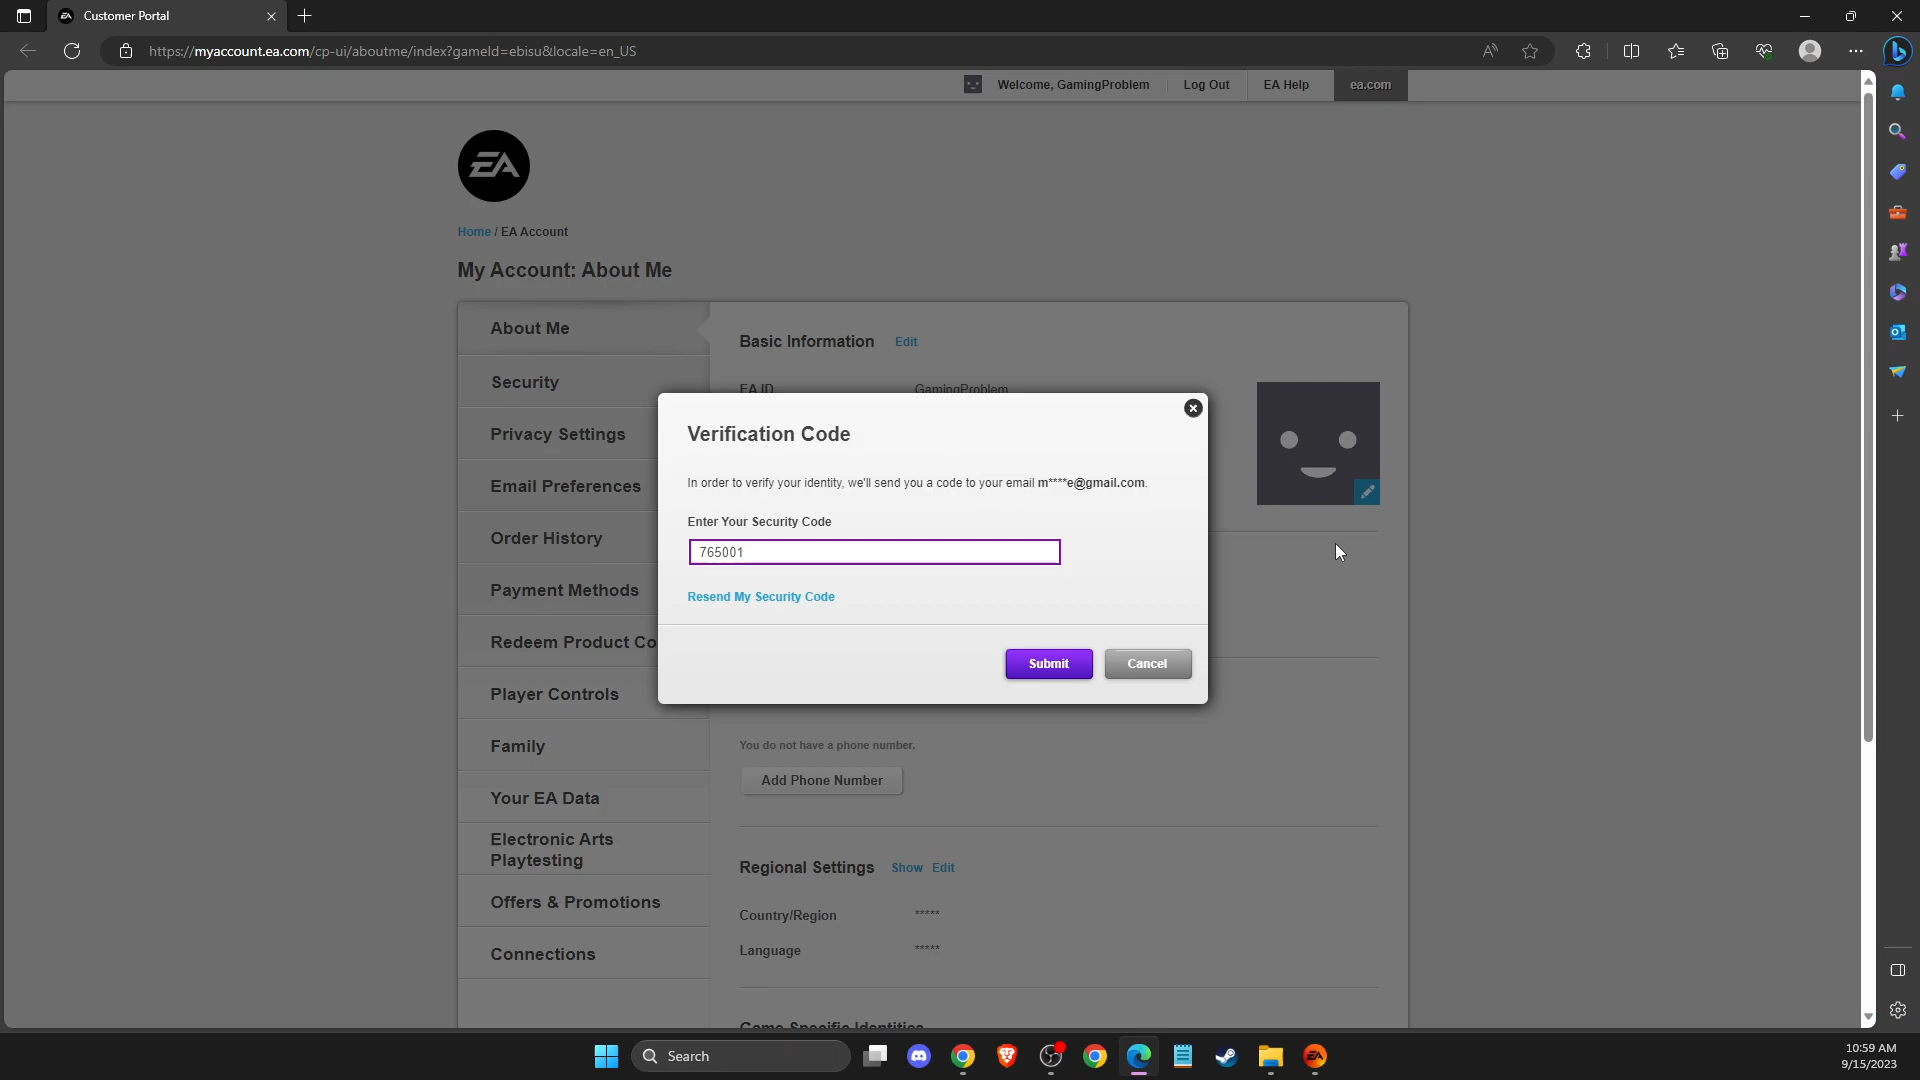 Customer Portal
https://myaccount.ea.com/cp-ui/aboutme/index?gameId=ebisu&locale=en_US
Welcome, GamingProblem
Log Out
EA Help
ea.com
EA
Home / EA Account
My Account: About Me
About Me
Security
Privacy Settings
Email Preferences
Order History
Payment Methods
Redeem Product Co
Player Controls
Family
Your EA Data
Electronic Arts
Playtesting
Offers & Promotions
Connections
Basic Information Edit
EA ID GamingProblem
Verification Code
In order to verify your identity, we'll send you a code to your email m****e@gmail.com.
Enter Your Security Code
765001
Resend My Security Code
Submit
Cancel
You do not have a phone number.
Add Phone Number
Regional Settings Show Edit
Country/Region *****
Language *****
Game Specific Identities
Search
10:59 AM
9/15/2023